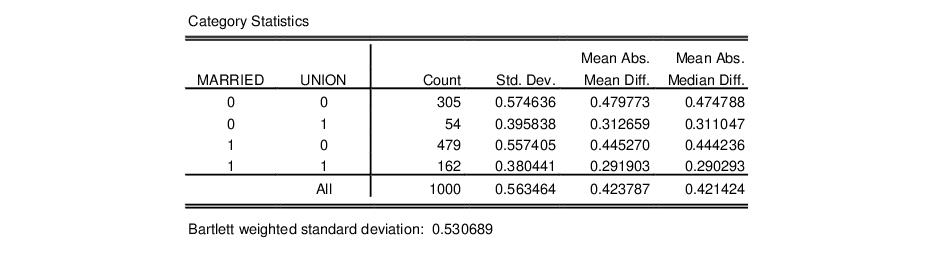 Category Statistics
Mean Abs. Mean Abs.
MARRIED UNION Count Std. Dev. Mean Diff. Median Diff.
0 0 305 0.574636 0.479773 0.474788
0 1 54 0.395838 0.312659 0.311047
1 0 479 0.557405 0.445270 0.444236
1 1 162 0.380441 0.291903 0.290293
All 1000 0.563464 0.423787 0.421424
Bartlett weighted standard deviation: 0.530689